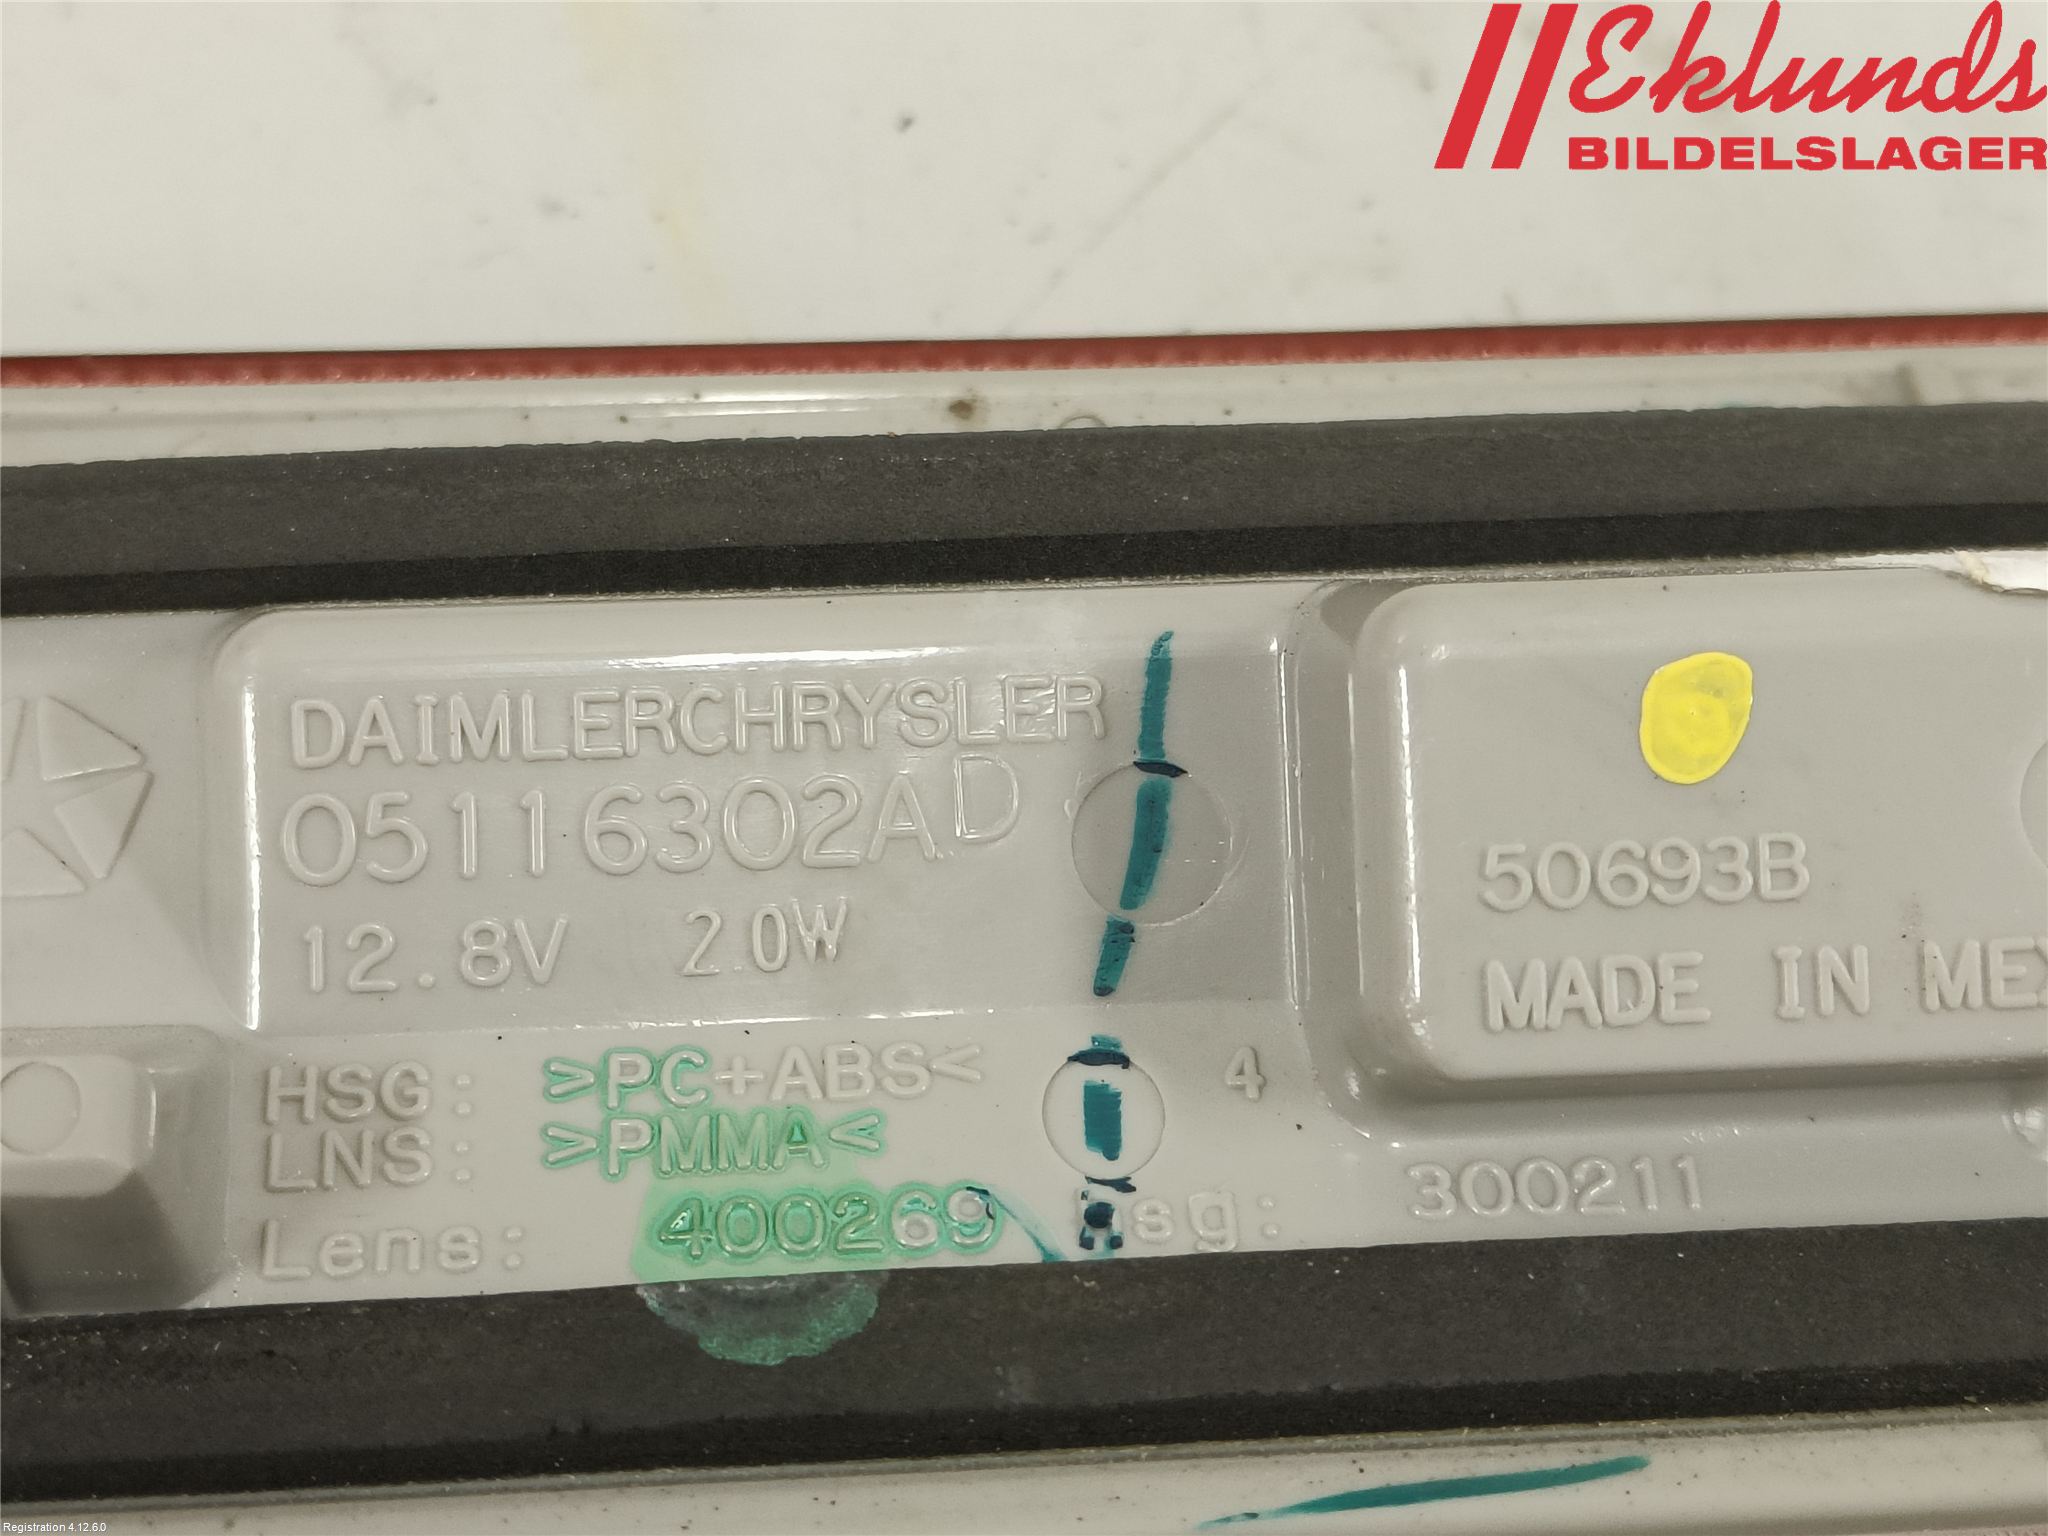 Eklunds
BILDELSLAGER
DAIMLERCHRYSLER
05116302AD
12.8V 2.0W
50693B
MADE IN MEX
HSG: >PC+ABS< 4
LNS: >PMMA<
Lens: 400269 hsg: 300211
Registration 4.12.6.0